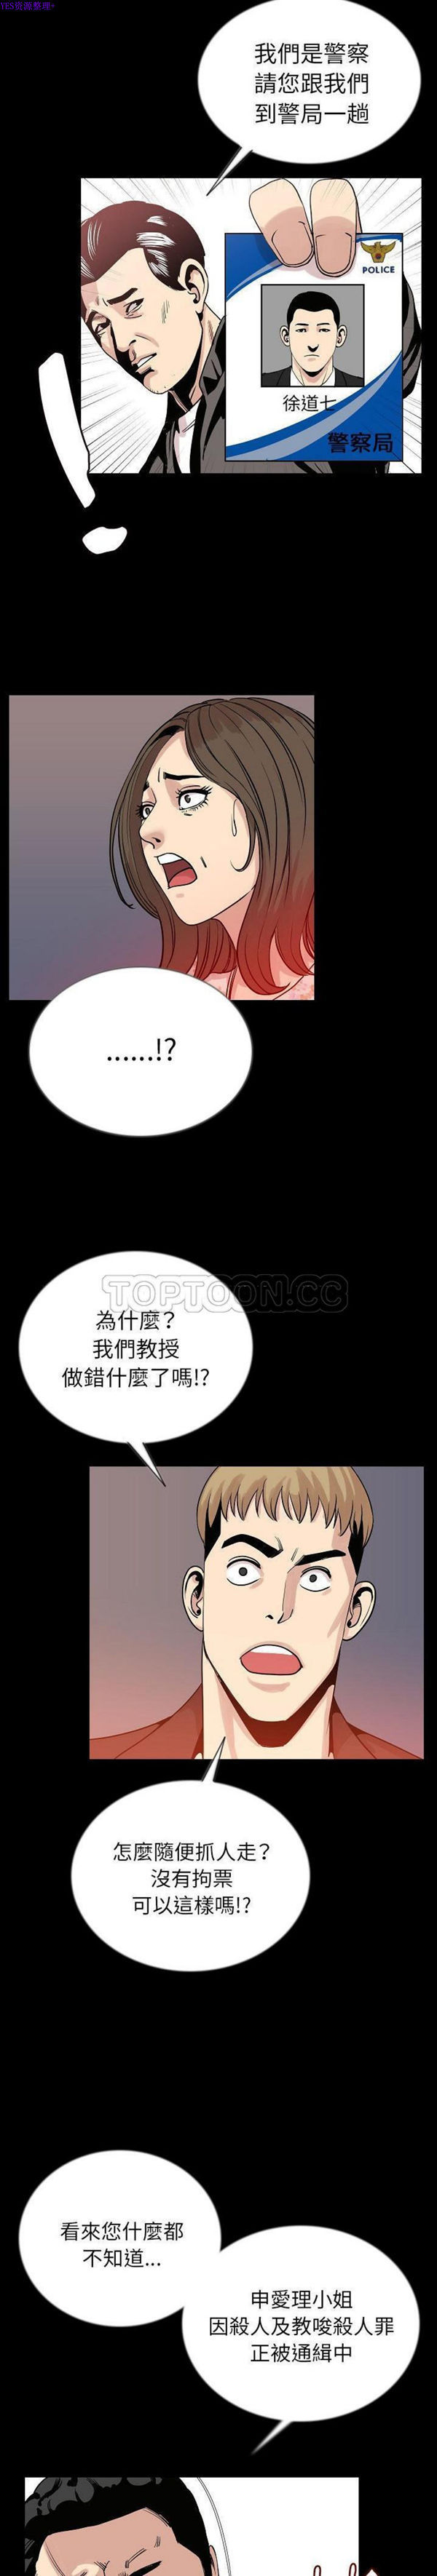 YES资源整理+
我們是警察
請您跟我們
到警局一趟
POLICE
徐道七
警察局
......!?
TOPTOON.CC
為什麼？
我們教授
做錯什麼了嗎!?
怎麼隨便抓人走？
沒有拘票
可以這樣嗎!?
看來您什麼都
不知道...
申愛理小姐
因殺人及教唆殺人罪
正被通緝中